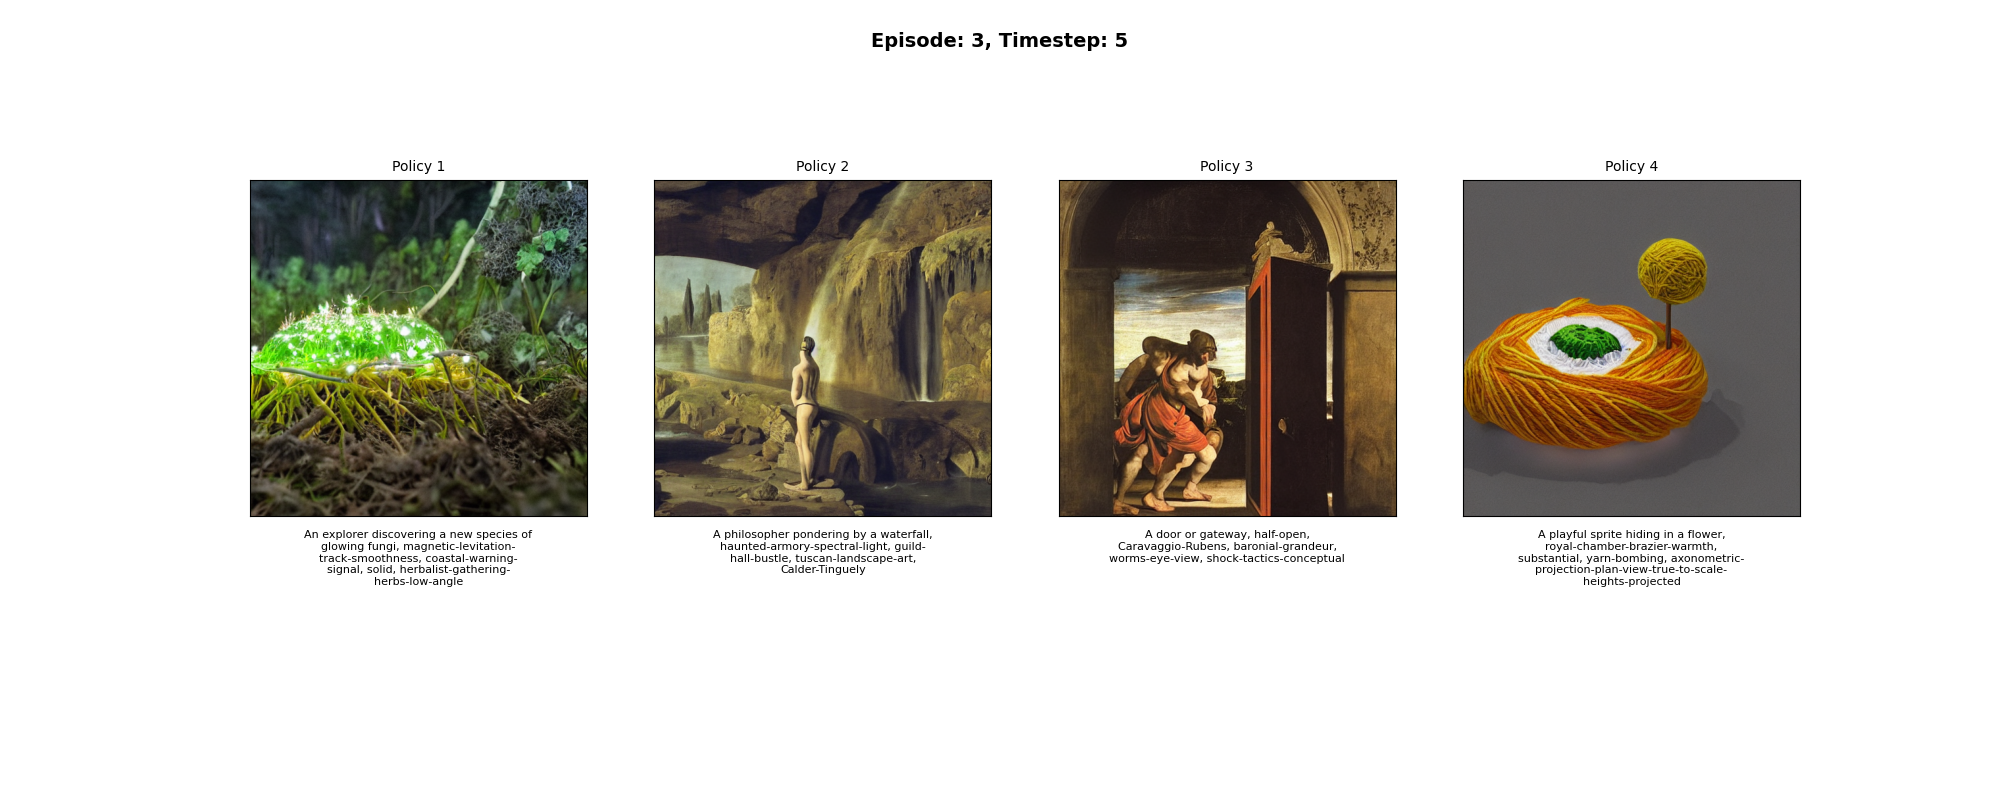 Episode: 3, Timestep: 5
Policy 1
An explorer discovering a new species of
glowing fungi, magnetic-levitation-
track-smoothness, coastal-warning-
signal, solid, herbalist-gathering-
herbs-low-angle
Policy 2
A philosopher pondering by a waterfall,
haunted-armory-spectral-light, guild-
hall-bustle, tuscan-landscape-art,
Calder-Tinguely
Policy 3
A door or gateway, half-open,
Caravaggio-Rubens, baronial-grandeur,
worms-eye-view, shock-tactics-conceptual
Policy 4
A playful sprite hiding in a flower,
royal-chamber-brazier-warmth,
substantial, yarn-bombing, axonometric-
projection-plan-view-true-to-scale-
heights-projected